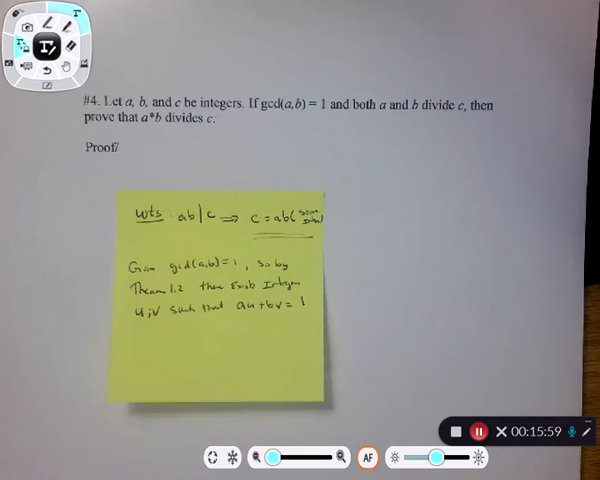 #4. Let a, b, and c be integers. If gcd(a,b) = 1 and both a and b divide c, then
prove that a*b divides c.
Proof/
WTS: ab|c ⇒ c = ab(
Given gcd(a,b)=1, so by
Theorem 1.2 there Exists Integers
u,v such that au+bv=1
00:15:59
AF